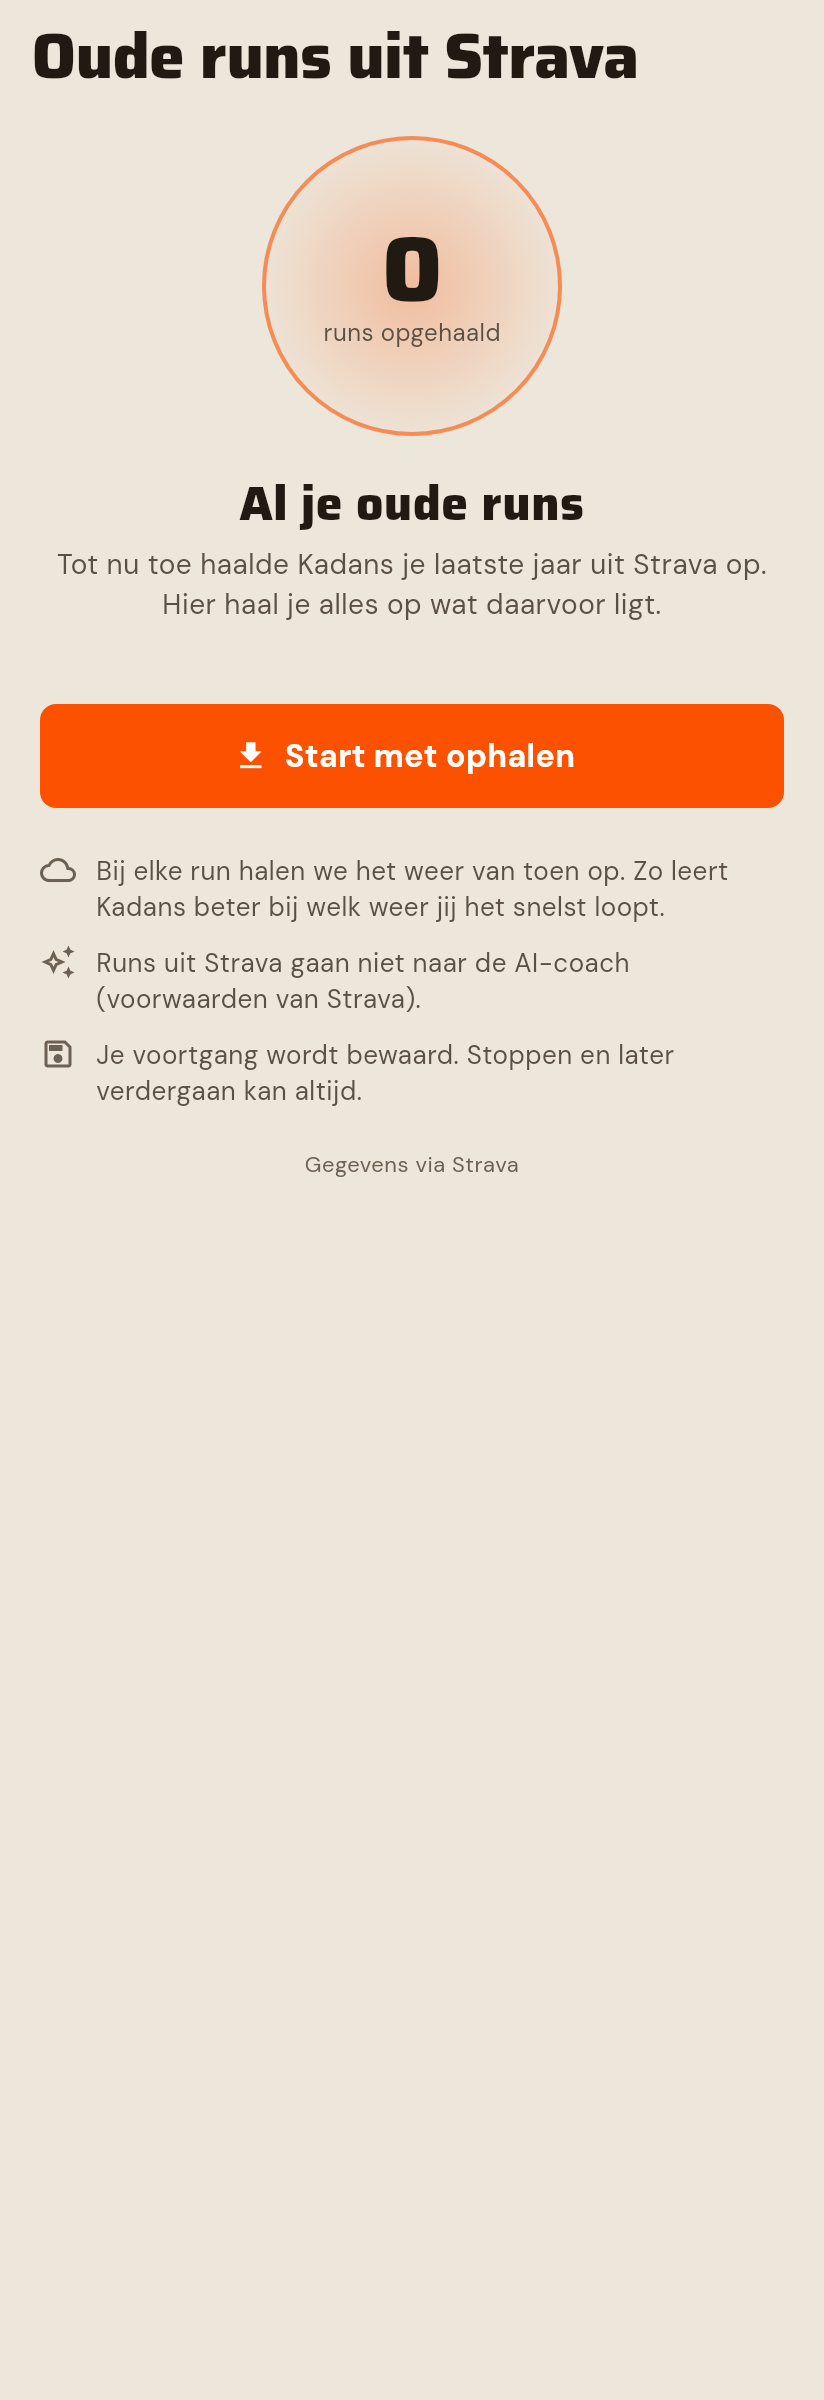 Oude runs uit Strava
0
runs opgehaald
Al je oude runs
Tot nu toe haalde Kadans je laatste jaar uit Strava op.
Hier haal je alles op wat daarvoor ligt.
Start met ophalen
Bij elke run halen we het weer van toen op. Zo leert
Kadans beter bij welk weer jij het snelst loopt.
Runs uit Strava gaan niet naar de AI-coach
(voorwaarden van Strava).
Je voortgang wordt bewaard. Stoppen en later
verdergaan kan altijd.
Gegevens via Strava